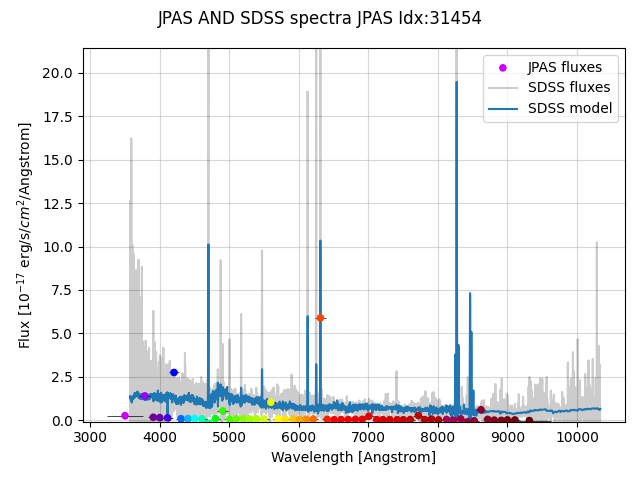 JPAS AND SDSS spectra JPAS Idx:31454
JPAS fluxes
SDSS fluxes
SDSS model
Flux [10⁻¹⁷ erg/s/cm²/Angstrom]
20.0
17.5
15.0
12.5
10.0
7.5
5.0
2.5
0.0
3000 4000 5000 6000 7000 8000 9000 10000
Wavelength [Angstrom]